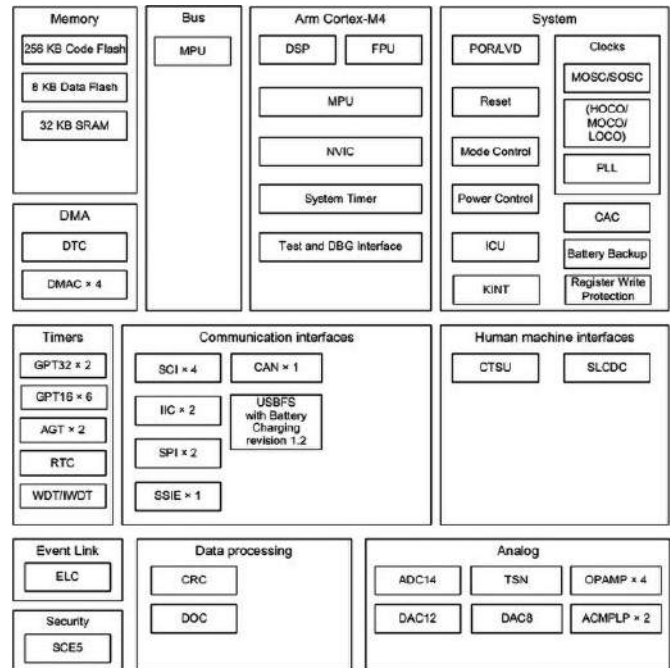 Memory
256 KB Code Flash
8 KB Data Flash
32 KB SRAM
DMA
DTC
DMAC × 4
Bus
MPU
Arm Cortex-M4
DSP
FPU
MPU
NVIC
System Timer
Test and DBG Interface
System
POR/LVD
Reset
Mode Control
Power Control
ICU
KINT
Clocks
MOSC/SOSC
(HOCO/
MOCO/
LOCO)
PLL
CAC
Battery Backup
Register Write
Protection
Timers
GPT32 × 2
GPT16 × 6
AGT × 2
RTC
WDT/IWDT
Communication interfaces
SCI × 4
IIC × 2
SPI × 2
SSIE × 1
CAN × 1
USBFS
with Battery
Charging
revision 1.2
Human machine interfaces
CTSU
SLCDC
Event Link
ELC
Security
SCE5
Data processing
CRC
DOC
Analog
ADC14
TSN
OPAMP × 4
DAC12
DAC8
ACMPLP × 2